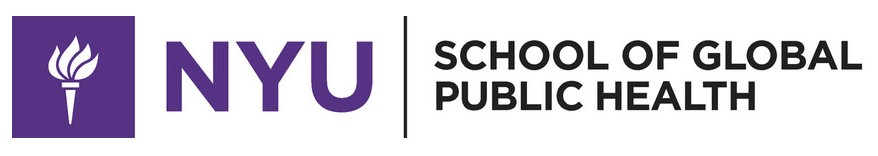 NYU
SCHOOL OF GLOBAL
PUBLIC HEALTH